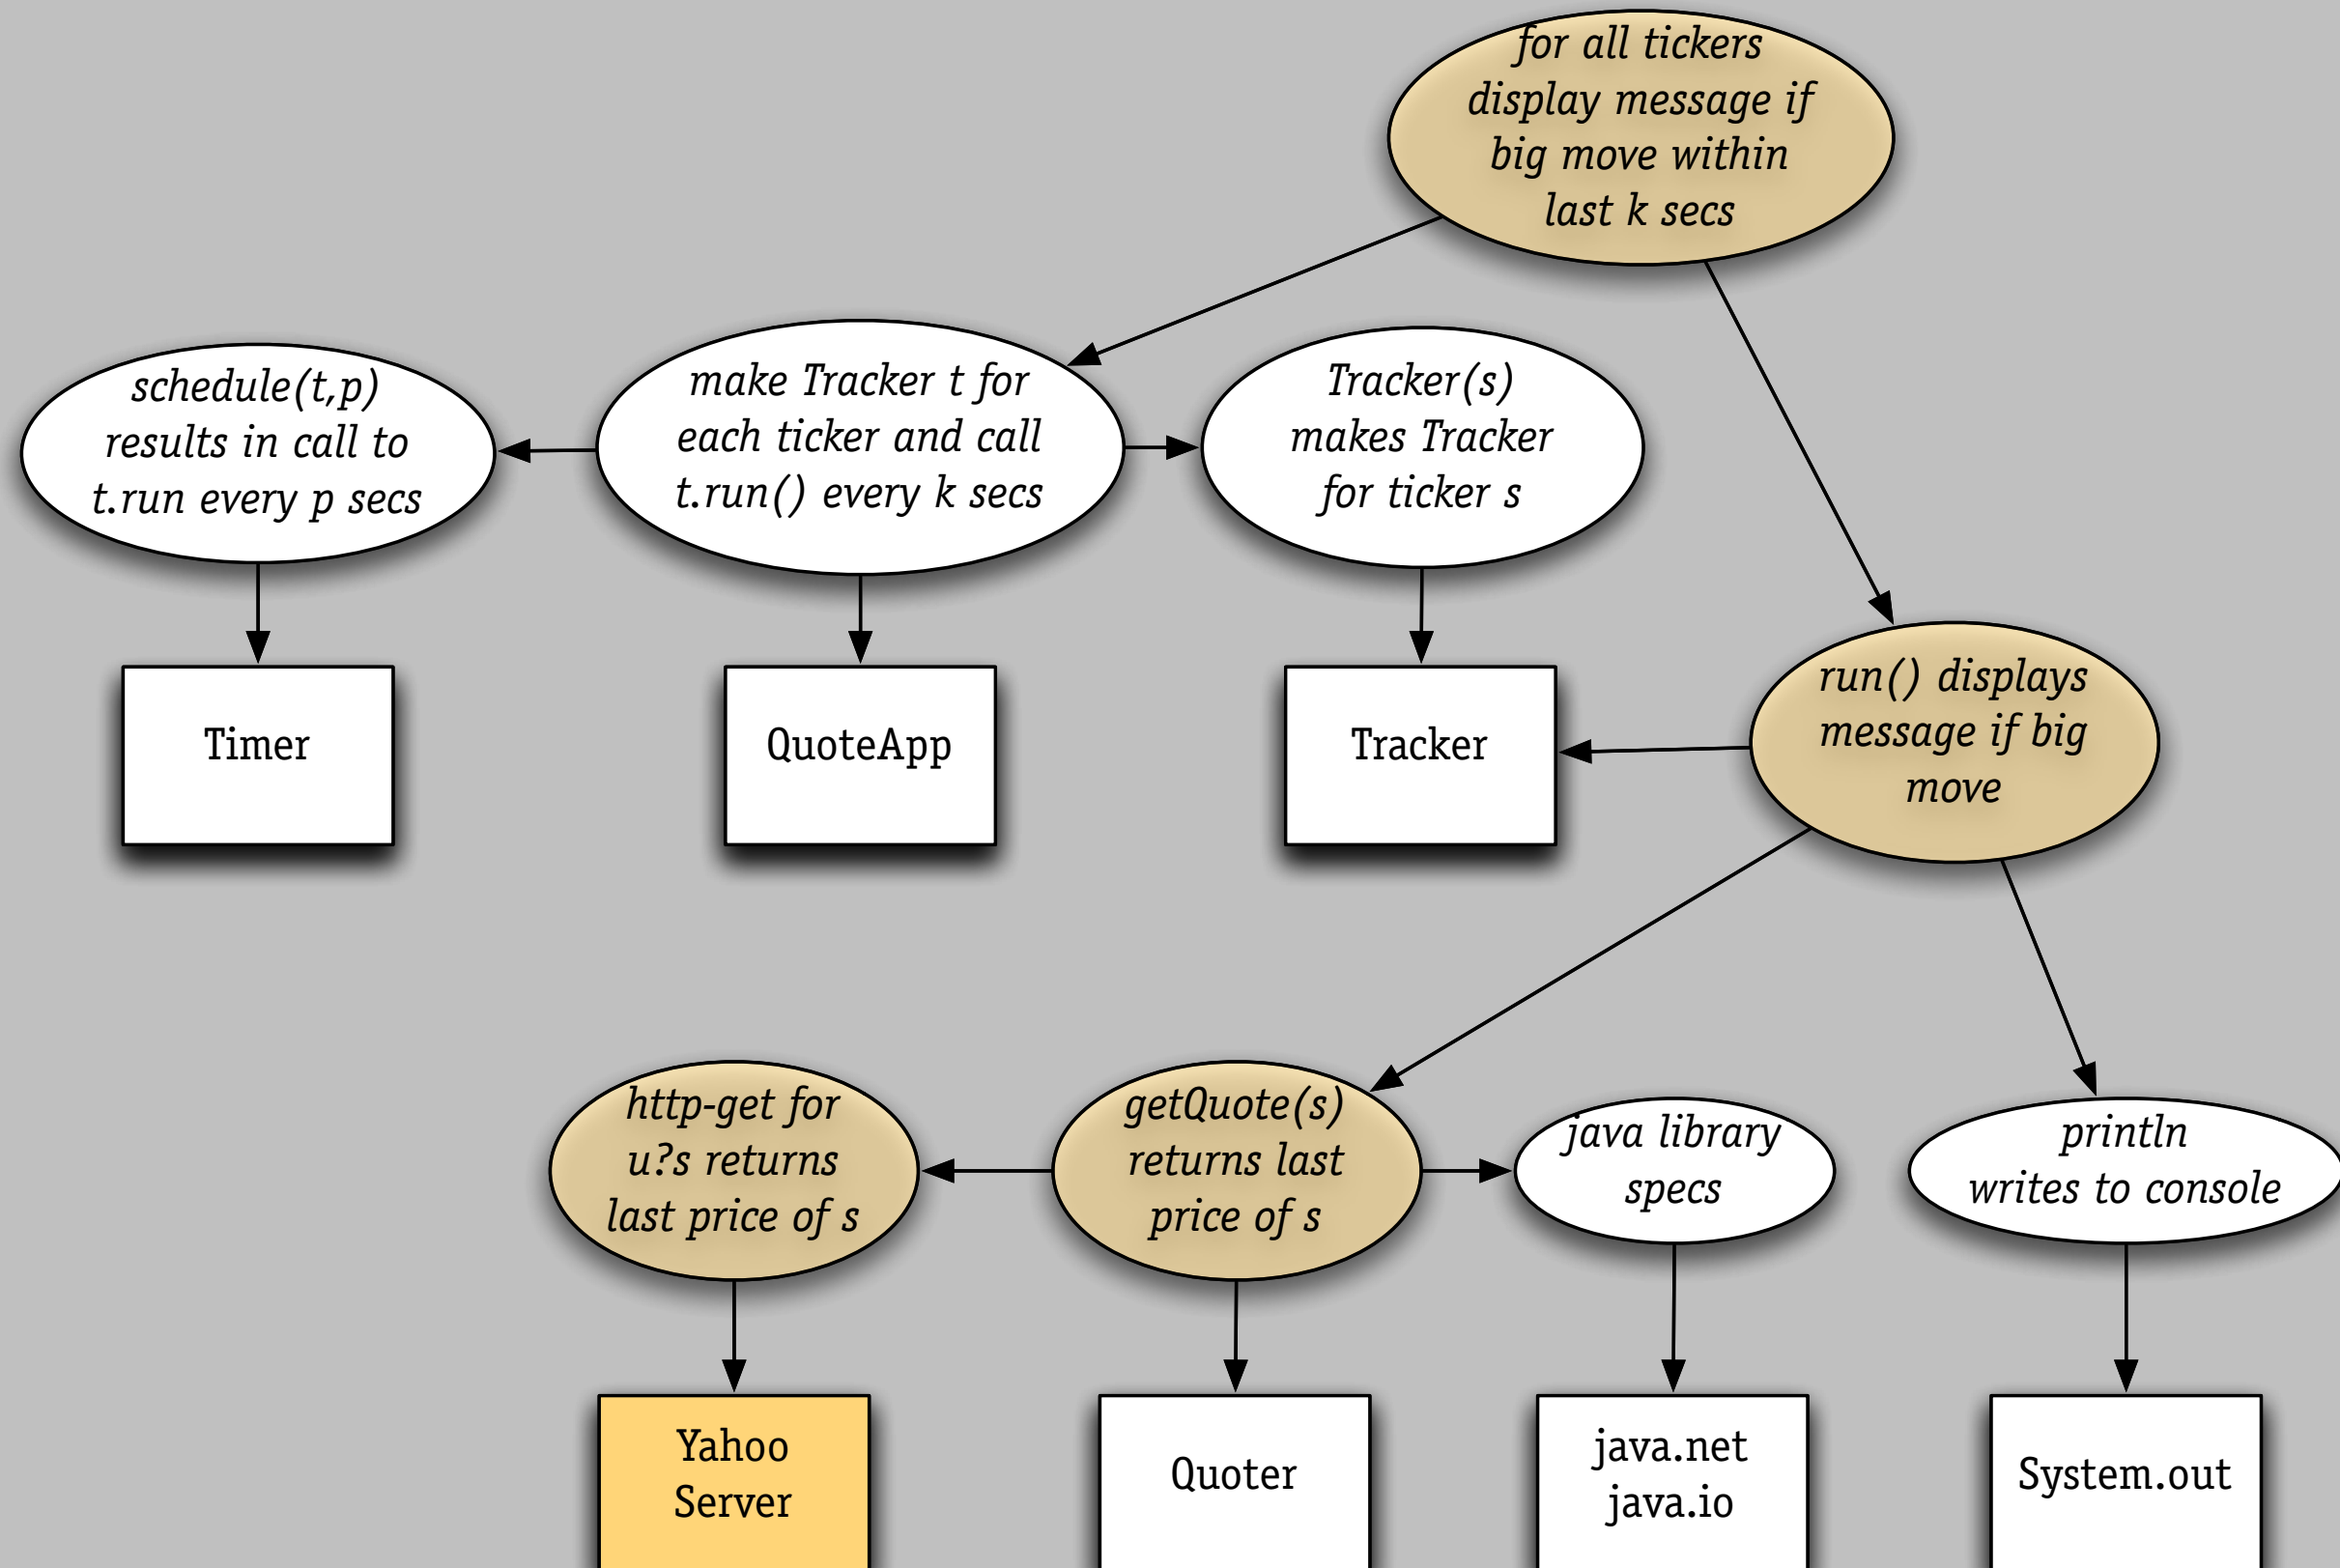 for all tickers
display message if
big move within
last k secs
schedule(t,p)
results in call to
t.run every p secs
make Tracker t for
each ticker and call
t.run() every k secs
Tracker(s)
makes Tracker
for ticker s
run() displays
message if big
move
Timer
QuoteApp
Tracker
http-get for
u?s returns
last price of s
getQuote(s)
returns last
price of s
java library
specs
println
writes to console
Yahoo
Server
Quoter
java.net
java.io
System.out